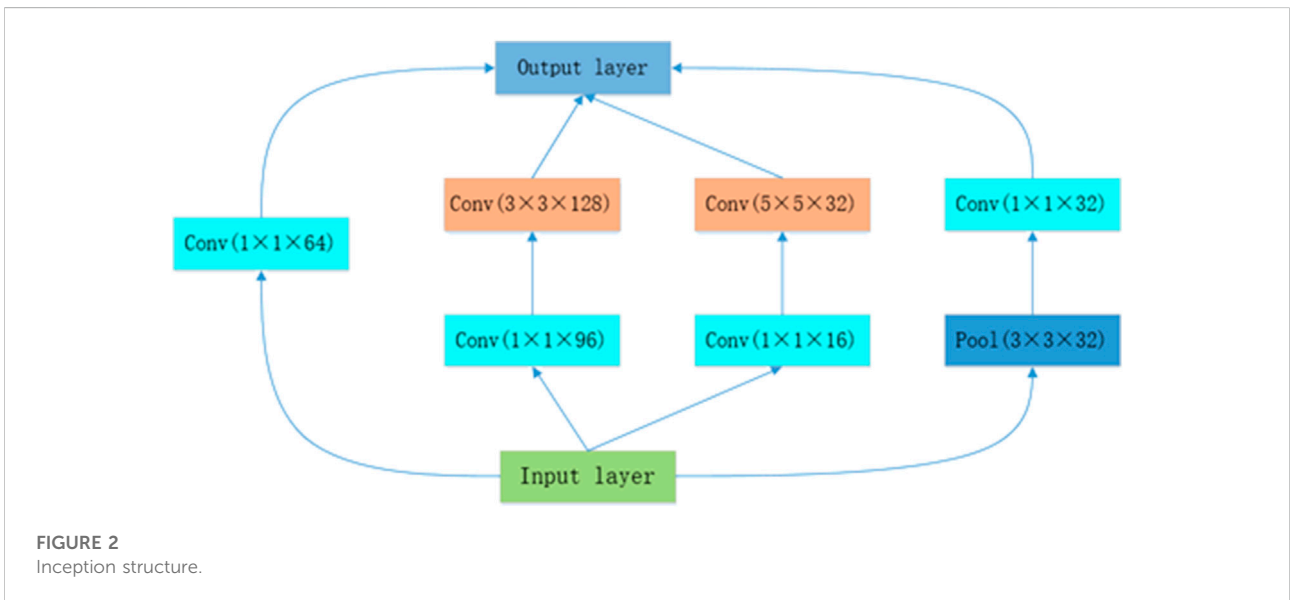 Output layer
Conv(3×3×128)
Conv(5×5×32)
Conv(1×1×32)
Conv(1×1×64)
Conv(1×1×96)
Conv(1×1×16)
Pool(3×3×32)
Input layer
FIGURE 2
Inception structure.